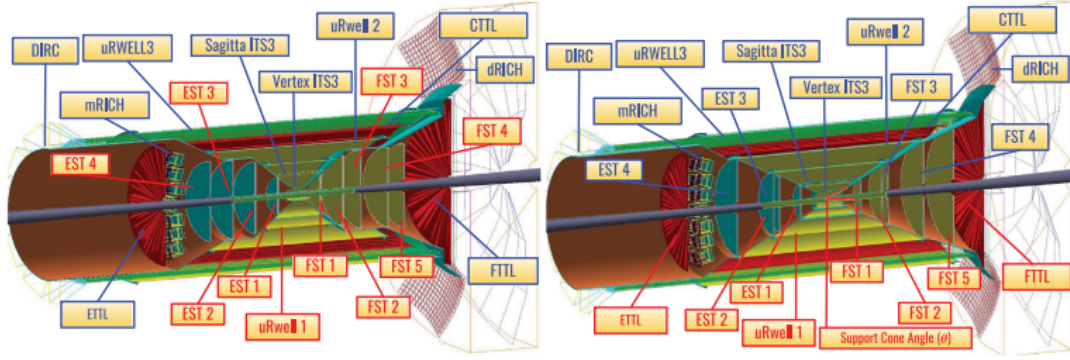 DIRC
uRWELL3
Sagitta ITS3
uRwell 2
CTTL
mRICH
EST 3
Vertex ITS3
FST 3
dRICH
EST 4
FST 4
ETTL
EST 2
EST 1
uRwell 1
FST 1
FST 2
FST 5
FTTL
DIRC
uRWELL3
Sagitta ITS3
uRwell 2
CTTL
mRICH
EST 3
Vertex ITS3
FST 3
dRICH
EST 4
FST 4
ETTL
EST 2
EST 1
uRwell 1
FST 1
FST 2
FST 5
FTTL
Support Cone Angle (θ)